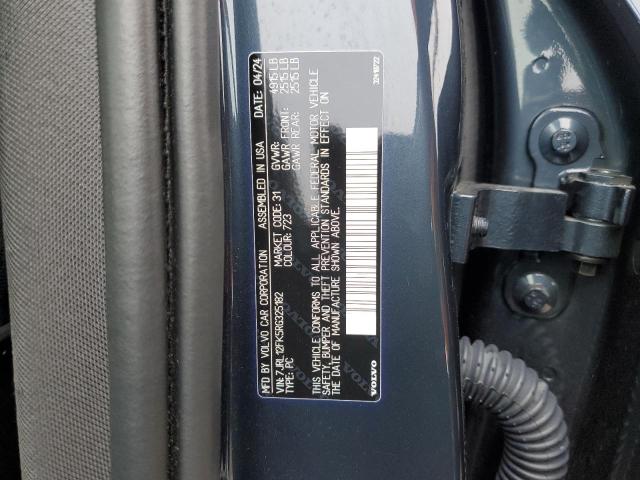 MFD BY VOLVO CAR CORPORATION ASSEMBLED IN USA DATE: 04/24
VIN: 7JRL12FK5RG325182 GVWR: 4915 LB
TYPE: PC MARKET CODE: 31 GAWR FRONT: 2515 LB
COLOUR: 723 GAWR REAR: 2515 LB
THIS VEHICLE CONFORMS TO ALL APPLICABLE FEDERAL MOTOR VEHICLE
SAFETY, BUMPER AND THEFT PREVENTION STANDARDS IN EFFECT ON
THE DATE OF MANUFACTURE SHOWN ABOVE.
VOLVO